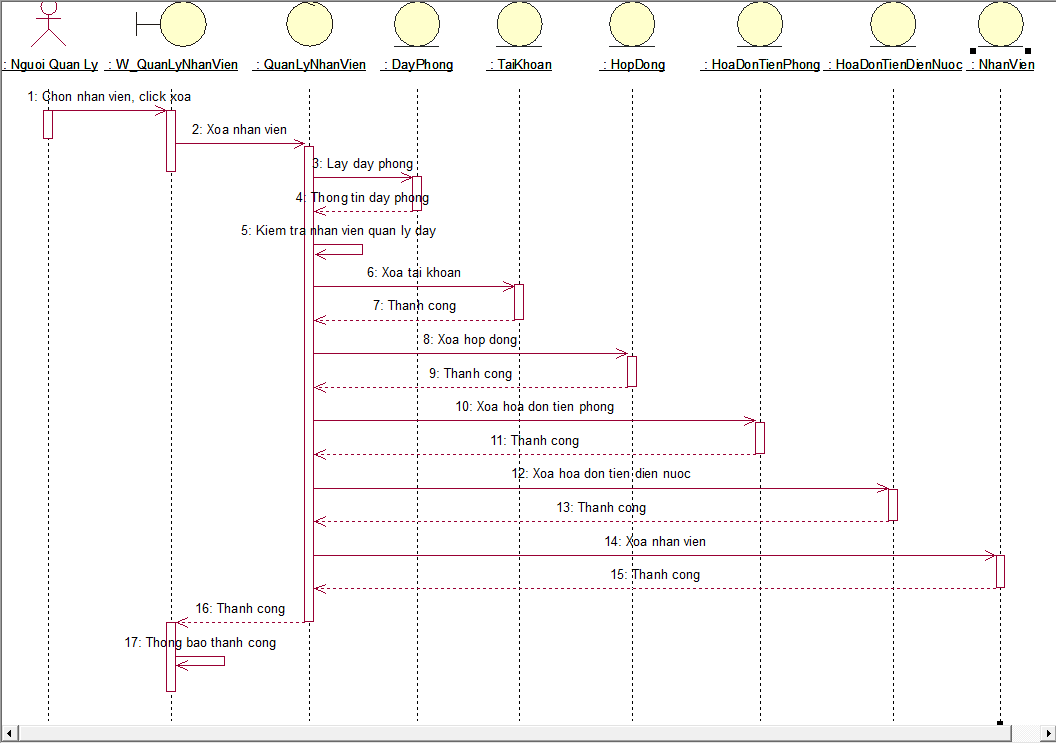 : Nguoi Quan Ly
: W_QuanLyNhanVien
: QuanLyNhanVien
: DayPhong
: TaiKhoan
: HopDong
: HoaDonTienPhong
: HoaDonTienDienNuoc
: NhanVien
1: Chon nhan vien, click xoa
2: Xoa nhan vien
3: Lay day phong
4: Thong tin day phong
5: Kiem tra nhan vien quan ly day
6: Xoa tai khoan
7: Thanh cong
8: Xoa hop dong
9: Thanh cong
10: Xoa hoa don tien phong
11: Thanh cong
12: Xoa hoa don tien dien nuoc
13: Thanh cong
14: Xoa nhan vien
15: Thanh cong
16: Thanh cong
17: Thong bao thanh cong